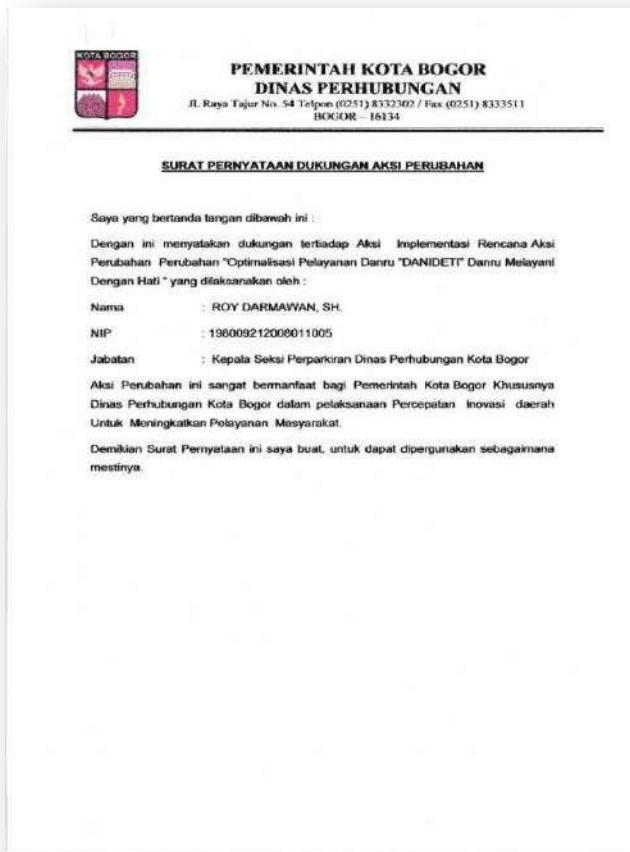 KOTA BOGOR
PEMERINTAH KOTA BOGOR
DINAS PERHUBUNGAN
Jl. Raya Tajur No. 54 Telpon (0251) 8332302 / Fax (0251) 8333511
BOGOR – 16134
SURAT PERNYATAAN DUKUNGAN AKSI PERUBAHAN
Saya yang bertanda tangan dibawah ini :
Dengan ini menyatakan dukungan terhadap Aksi Implementasi Rencana Aksi
Perubahan Perubahan "Optimalisasi Pelayanan Danru "DANIDETI" Danru Melayani
Dengan Hati " yang dilaksanakan oleh :
Nama : ROY DARMAWAN, SH.
NIP : 196009212008011005
Jabatan : Kepala Seksi Perparkiran Dinas Perhubungan Kota Bogor
Aksi Perubahan ini sangat bermanfaat bagi Pemerintah Kota Bogor Khususnya
Dinas Perhubungan Kota Bogor dalam pelaksanaan Percepatan Inovasi daerah
Untuk Meningkatkan Pelayanan Masyarakat.
Demikian Surat Pernyataan ini saya buat, untuk dapat dipergunakan sebagaimana
mestinya.